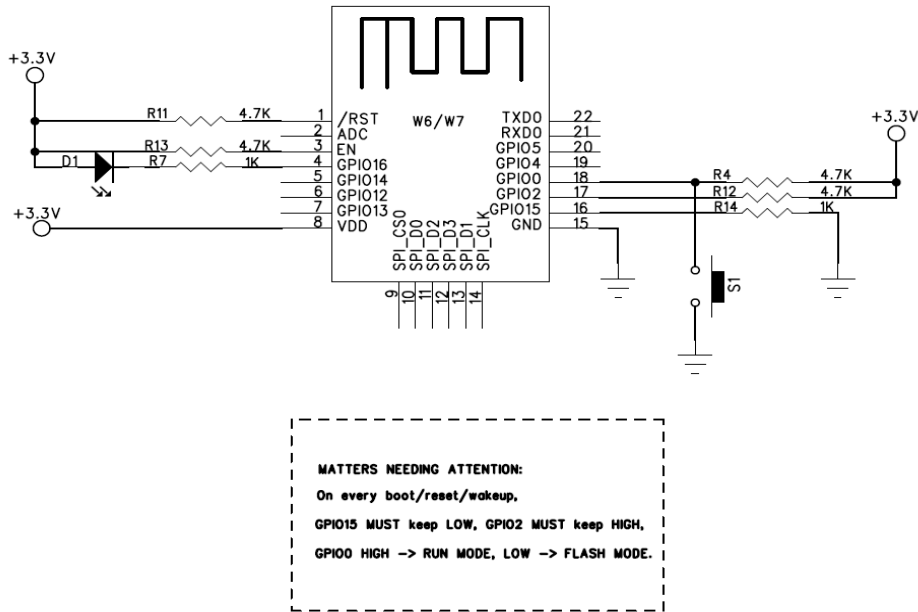 +3.3V
R11 4.7K
R13 4.7K
D1 R7 1K
+3.3V
W6/W7
1 /RST
2 ADC
3 EN
4 GPIO16
5 GPIO14
6 GPIO12
7 GPIO13
8 VDD
TXD0 22
RXD0 21
GPIO5 20
GPIO4 19
GPIO0 18
GPIO2 17
GPIO15 16
GND 15
SPI_CS0 9
SPI_D0 10
SPI_D2 11
SPI_D3 12
SPI_D1 13
SPI_CLK 14
+3.3V
R4 4.7K
R12 4.7K
R14 1K
S1
MATTERS NEEDING ATTENTION:
On every boot/reset/wakeup,
GPIO15 MUST keep LOW, GPIO2 MUST keep HIGH,
GPIO0 HIGH -> RUN MODE, LOW -> FLASH MODE.